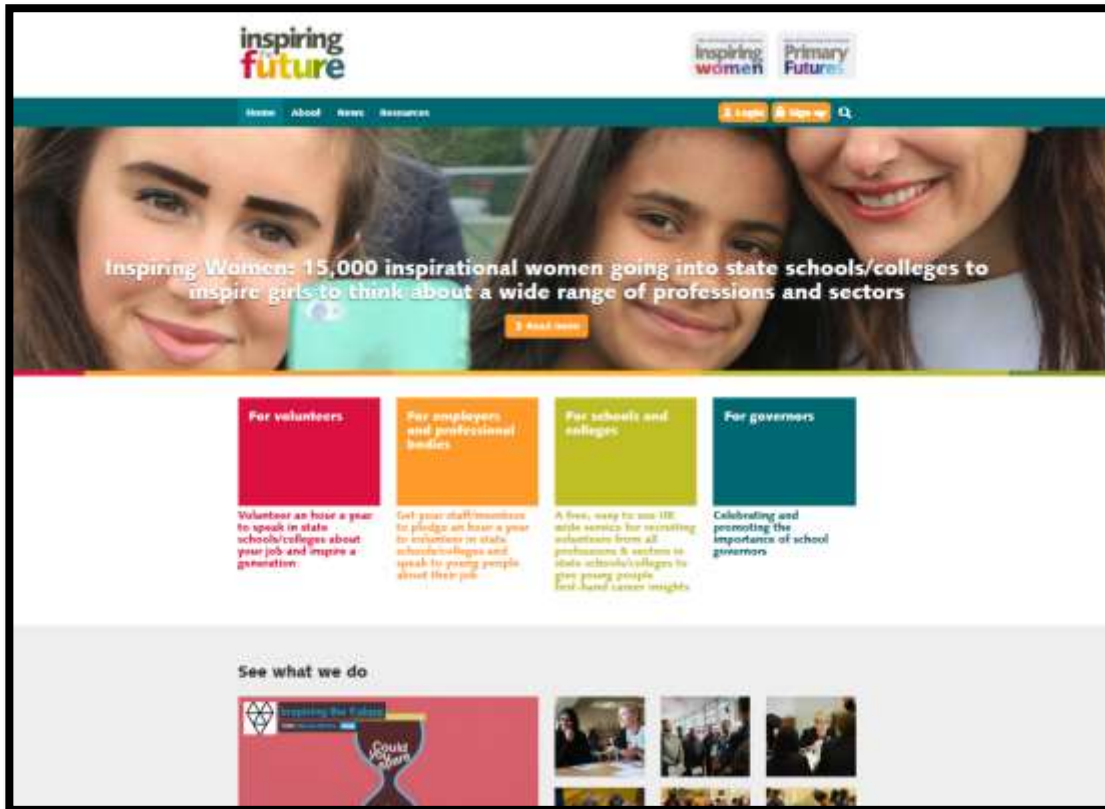 inspiring
the
future
Inspiring
women
Primary
Futures
Home About News Resources
Login Sign up
Inspiring Women: 15,000 inspirational women going into state schools/colleges to
inspire girls to think about a wide range of professions and sectors
Read more
For volunteers
Volunteer an hour a year
to speak in state
schools/colleges about
your job and inspire a
generation
For employers
and professional
bodies
Get your staff/members
to pledge an hour a year
to volunteer in state
schools/colleges and
speak to young people
about their job
For schools and
colleges
A free, easy to use UK
wide service for recruiting
volunteers from all
professions & sectors in
state schools/colleges to
give young people
first-hand career insights
For governors
Celebrating and
promoting the
importance of school
governors
See what we do
Inspiring the Future
Could
you
spare